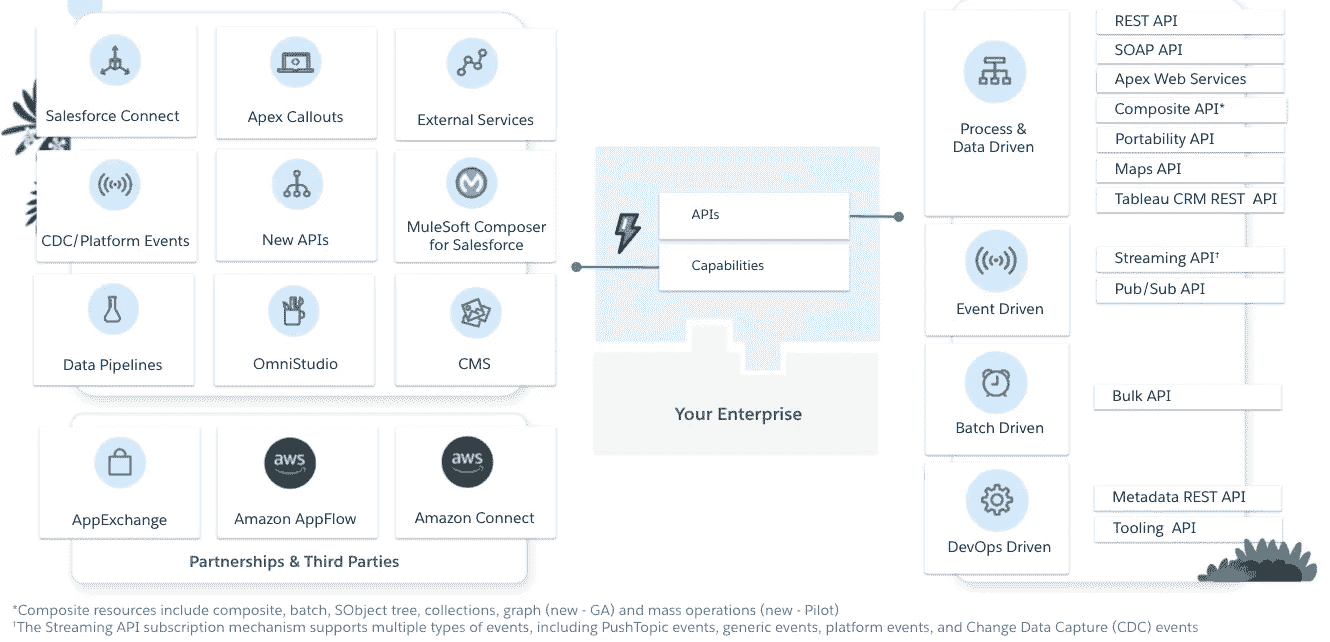 Salesforce Connect
Apex Callouts
External Services
CDC/Platform Events
New APIs
MuleSoft Composer
for Salesforce
Data Pipelines
OmniStudio
CMS
AppExchange
aws
Amazon AppFlow
aws
Amazon Connect
Partnerships & Third Parties
APIs
Capabilities
Your Enterprise
Process &
Data Driven
REST API
SOAP API
Apex Web Services
Composite API*
Portability API
Maps API
Tableau CRM REST API
Event Driven
Streaming API†
Pub/Sub API
Batch Driven
Bulk API
DevOps Driven
Metadata REST API
Tooling API
*Composite resources include composite, batch, SObject tree, collections, graph (new - GA) and mass operations (new - Pilot)
†The Streaming API subscription mechanism supports multiple types of events, including PushTopic events, generic events, platform events, and Change Data Capture (CDC) events